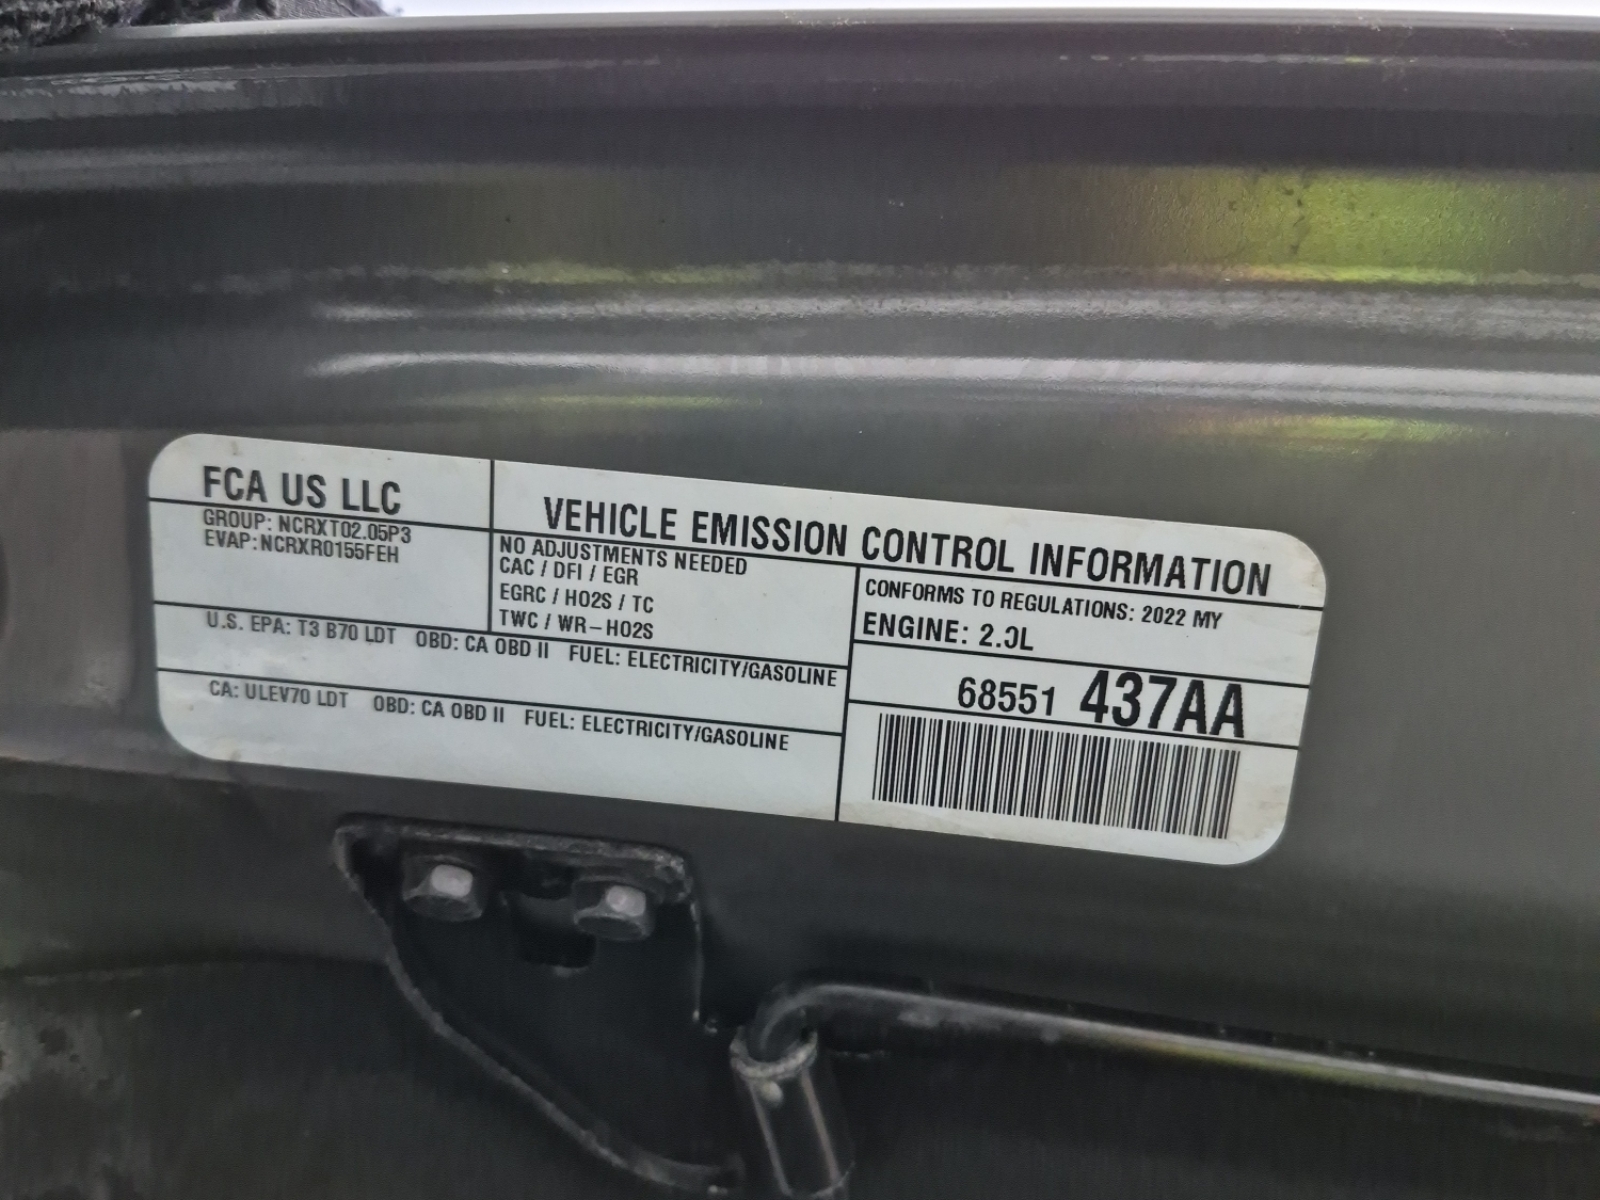 FCA US LLC
GROUP: NCRXT02.05P3
EVAP: NCRXR0155FEH
VEHICLE EMISSION CONTROL INFORMATION
NO ADJUSTMENTS NEEDED
CAC / DFI / EGR
EGRC / HO2S / TC
TWC / WR-HO2S
CONFORMS TO REGULATIONS: 2022 MY
ENGINE: 2.0L
U.S. EPA: T3 B70 LDT OBD: CA OBD II FUEL: ELECTRICITY/GASOLINE
68551 437AA
CA: ULEV70 LDT OBD: CA OBD II FUEL: ELECTRICITY/GASOLINE